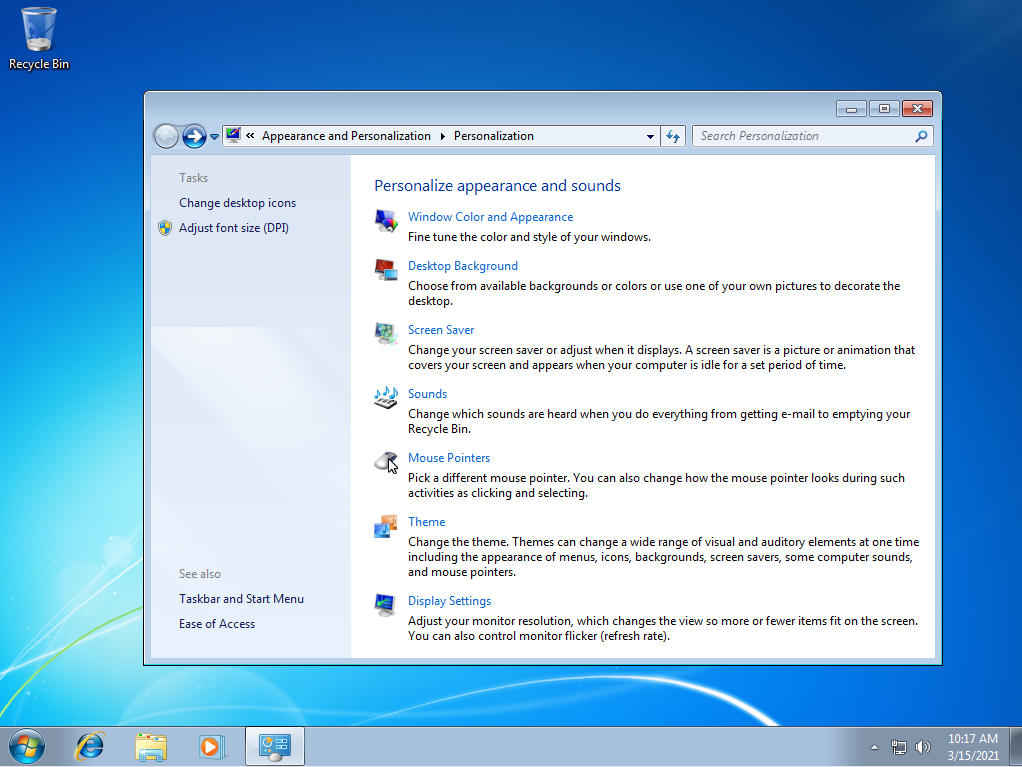 Recycle Bin
« Appearance and Personalization Personalization
Search Personalization
Tasks
Change desktop icons
Adjust font size (DPI)
Personalize appearance and sounds
Window Color and Appearance
Fine tune the color and style of your windows.
Desktop Background
Choose from available backgrounds or colors or use one of your own pictures to decorate the
desktop.
Screen Saver
Change your screen saver or adjust when it displays. A screen saver is a picture or animation that
covers your screen and appears when your computer is idle for a set period of time.
Sounds
Change which sounds are heard when you do everything from getting e-mail to emptying your
Recycle Bin.
Mouse Pointers
Pick a different mouse pointer. You can also change how the mouse pointer looks during such
activities as clicking and selecting.
Theme
Change the theme. Themes can change a wide range of visual and auditory elements at one time
including the appearance of menus, icons, backgrounds, screen savers, some computer sounds,
and mouse pointers.
Display Settings
Adjust your monitor resolution, which changes the view so more or fewer items fit on the screen.
You can also control monitor flicker (refresh rate).
See also
Taskbar and Start Menu
Ease of Access
10:17 AM
3/15/2021